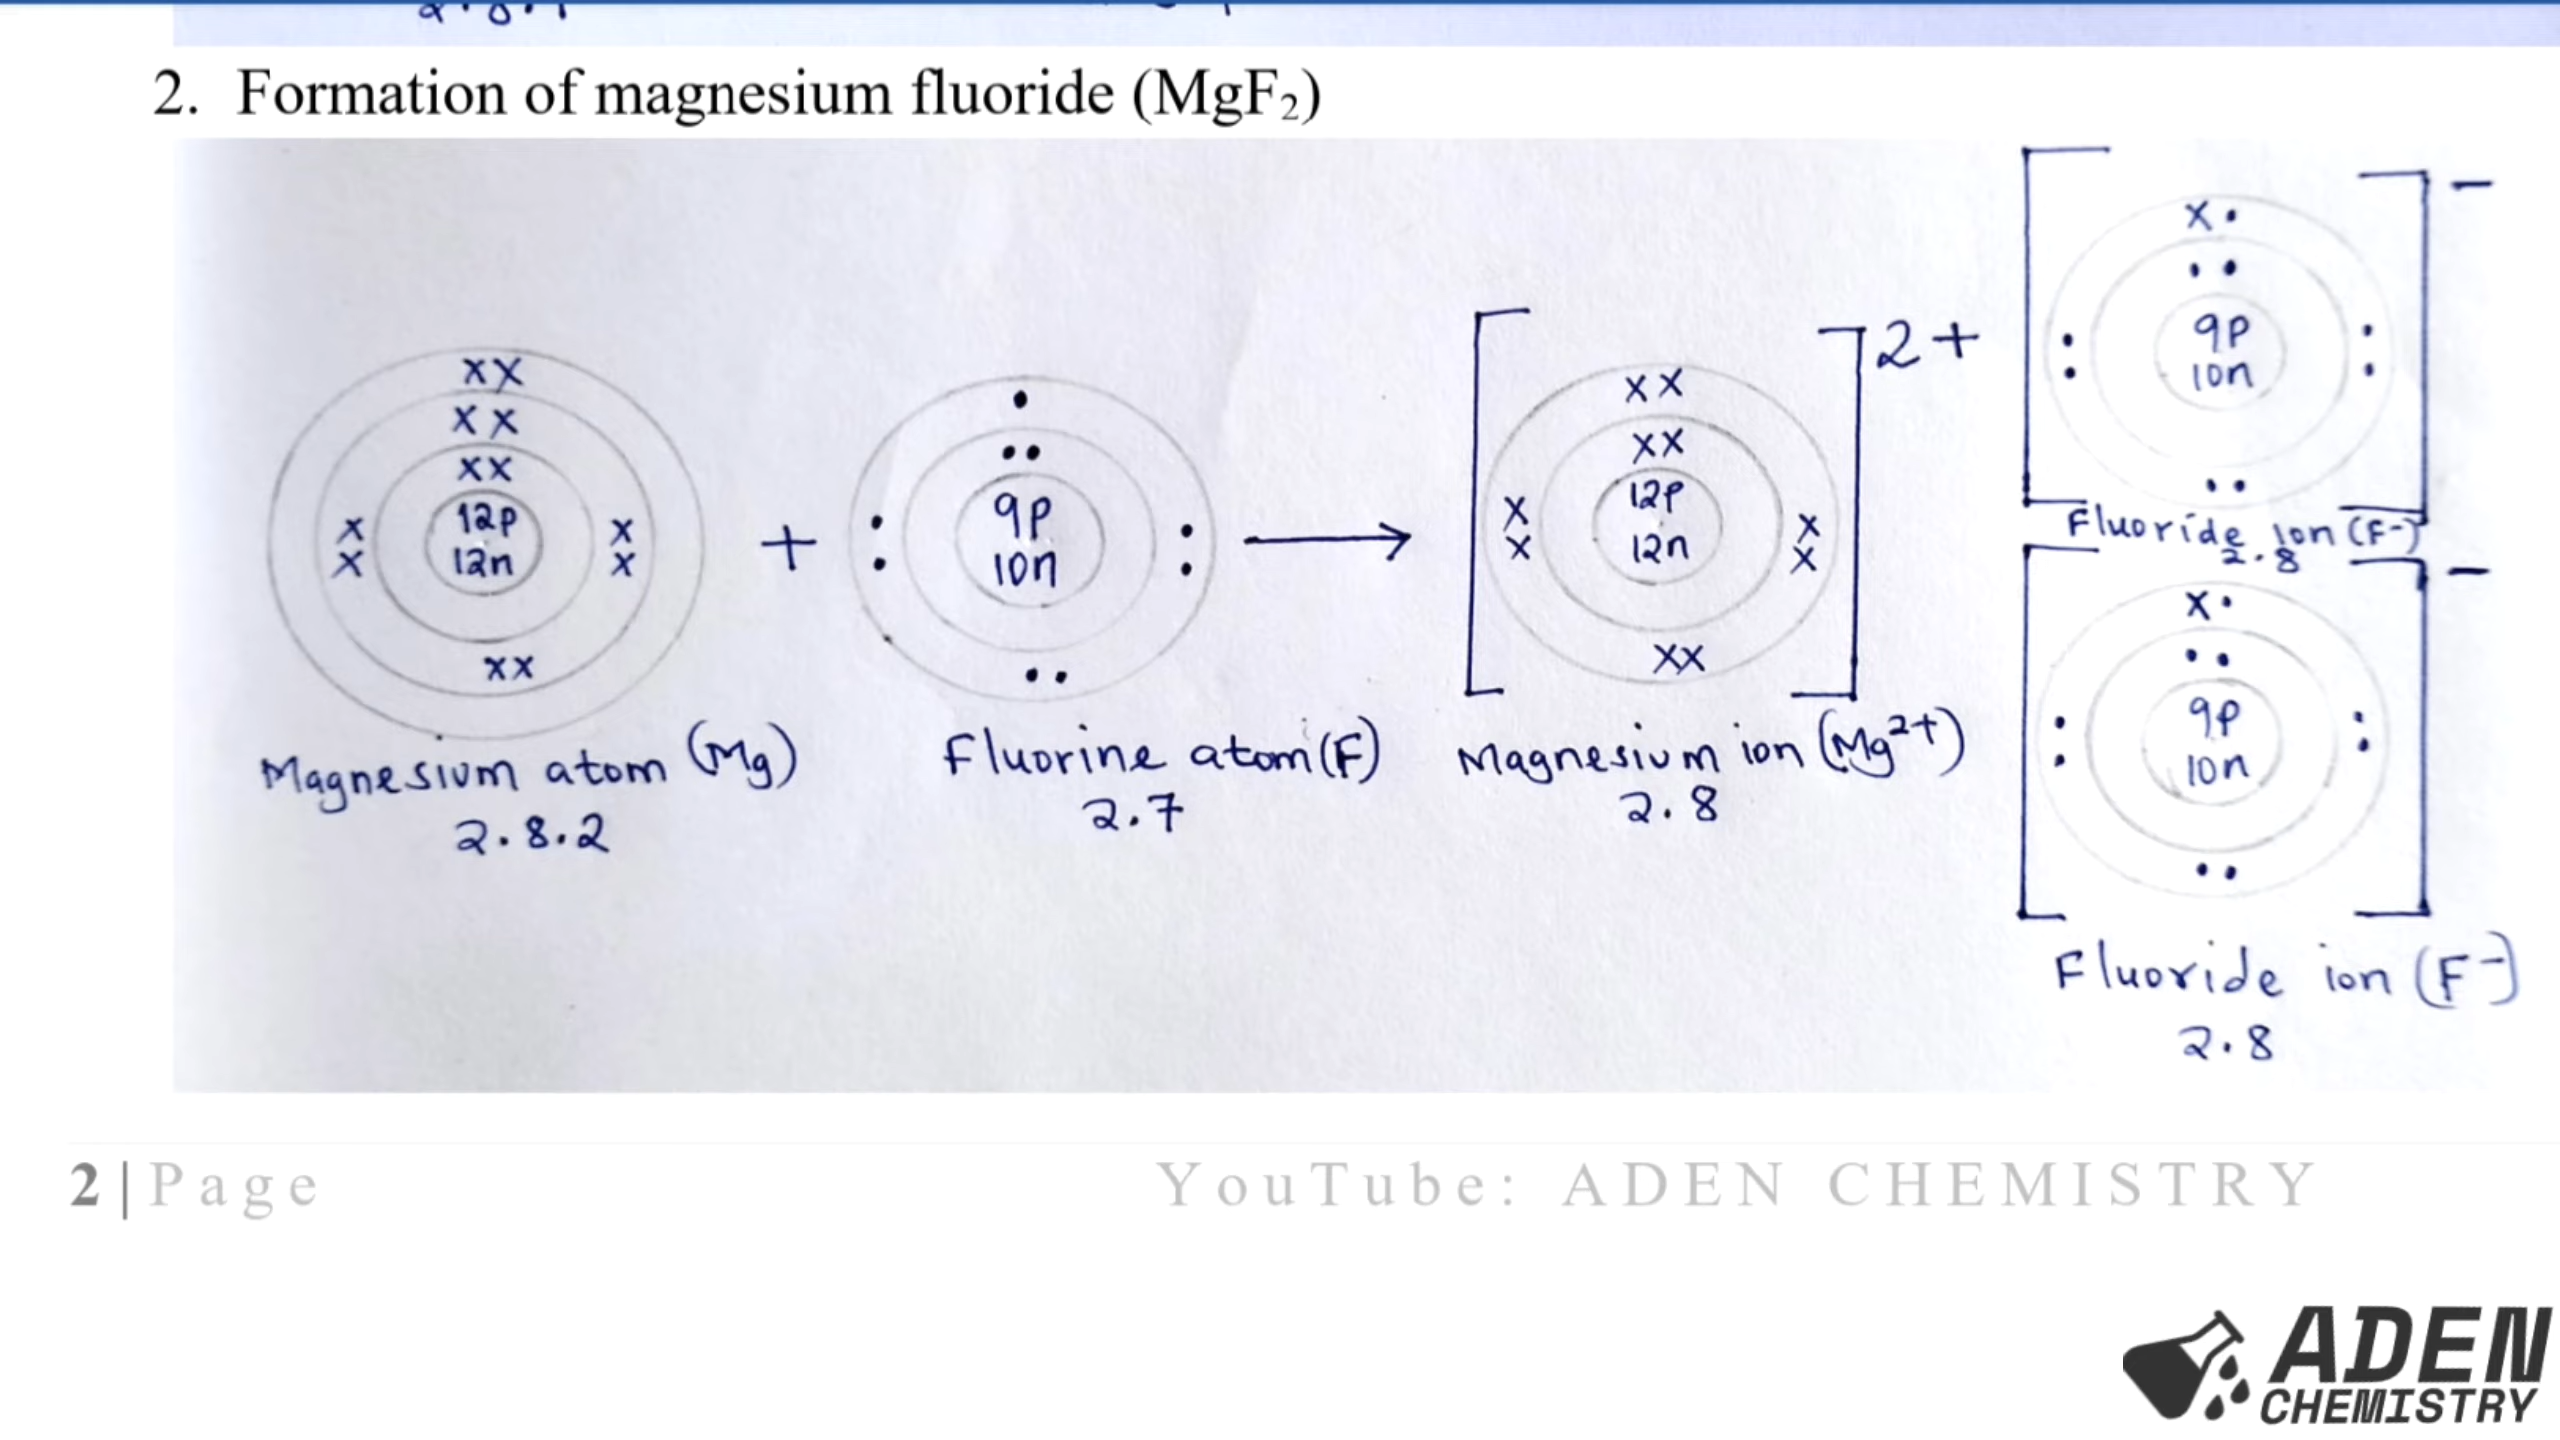 2. Formation of magnesium fluoride (MgF₂)
xx
xx
xx
12p
12n
x
x
x
x
xx
Magnesium atom (Mg)
2.8.2
+
9p
10n
Fluorine atom (F)
2.7
2+
xx
xx
12p
12n
x
x
x
x
xx
Magnesium ion (Mg²⁺)
2.8
−
x
9p
10n
Fluoride ion (F⁻)
2.8
−
x
9p
10n
Fluoride ion (F⁻)
2.8
2 | Page
YouTube: ADEN CHEMISTRY
ADEN
CHEMISTRY